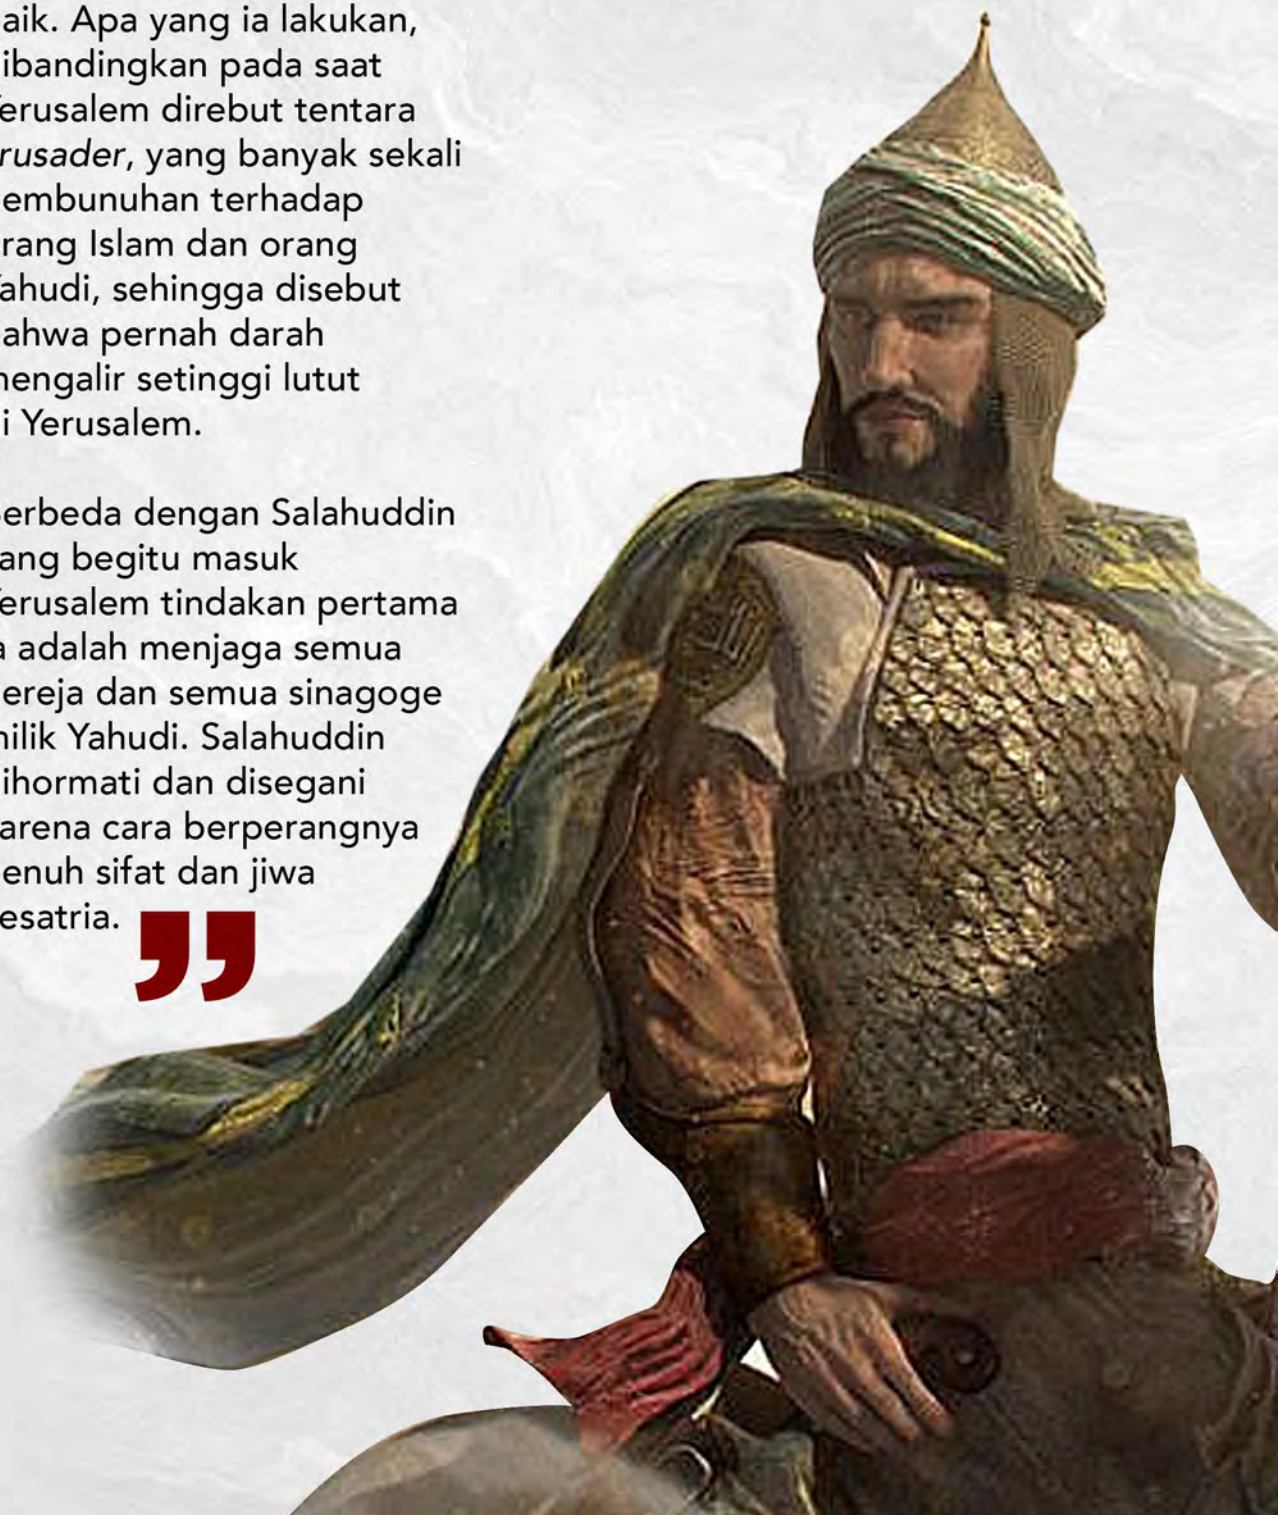 aik. Apa yang ia lakukan,
ibandingkan pada saat
erusalem direbut tentara
rusader, yang banyak sekali
embunuhan terhadap
rang Islam dan orang
ahudi, sehingga disebut
ahwa pernah darah
mengalir setinggi lutut
i Yerusalem.
erbeda dengan Salahuddin
ang begitu masuk
erusalem tindakan pertama
a adalah menjaga semua
ereja dan semua sinagoge
milik Yahudi. Salahuddin
ihormati dan disegani
arena cara berperangnya
enuh sifat dan jiwa
esatria. ”